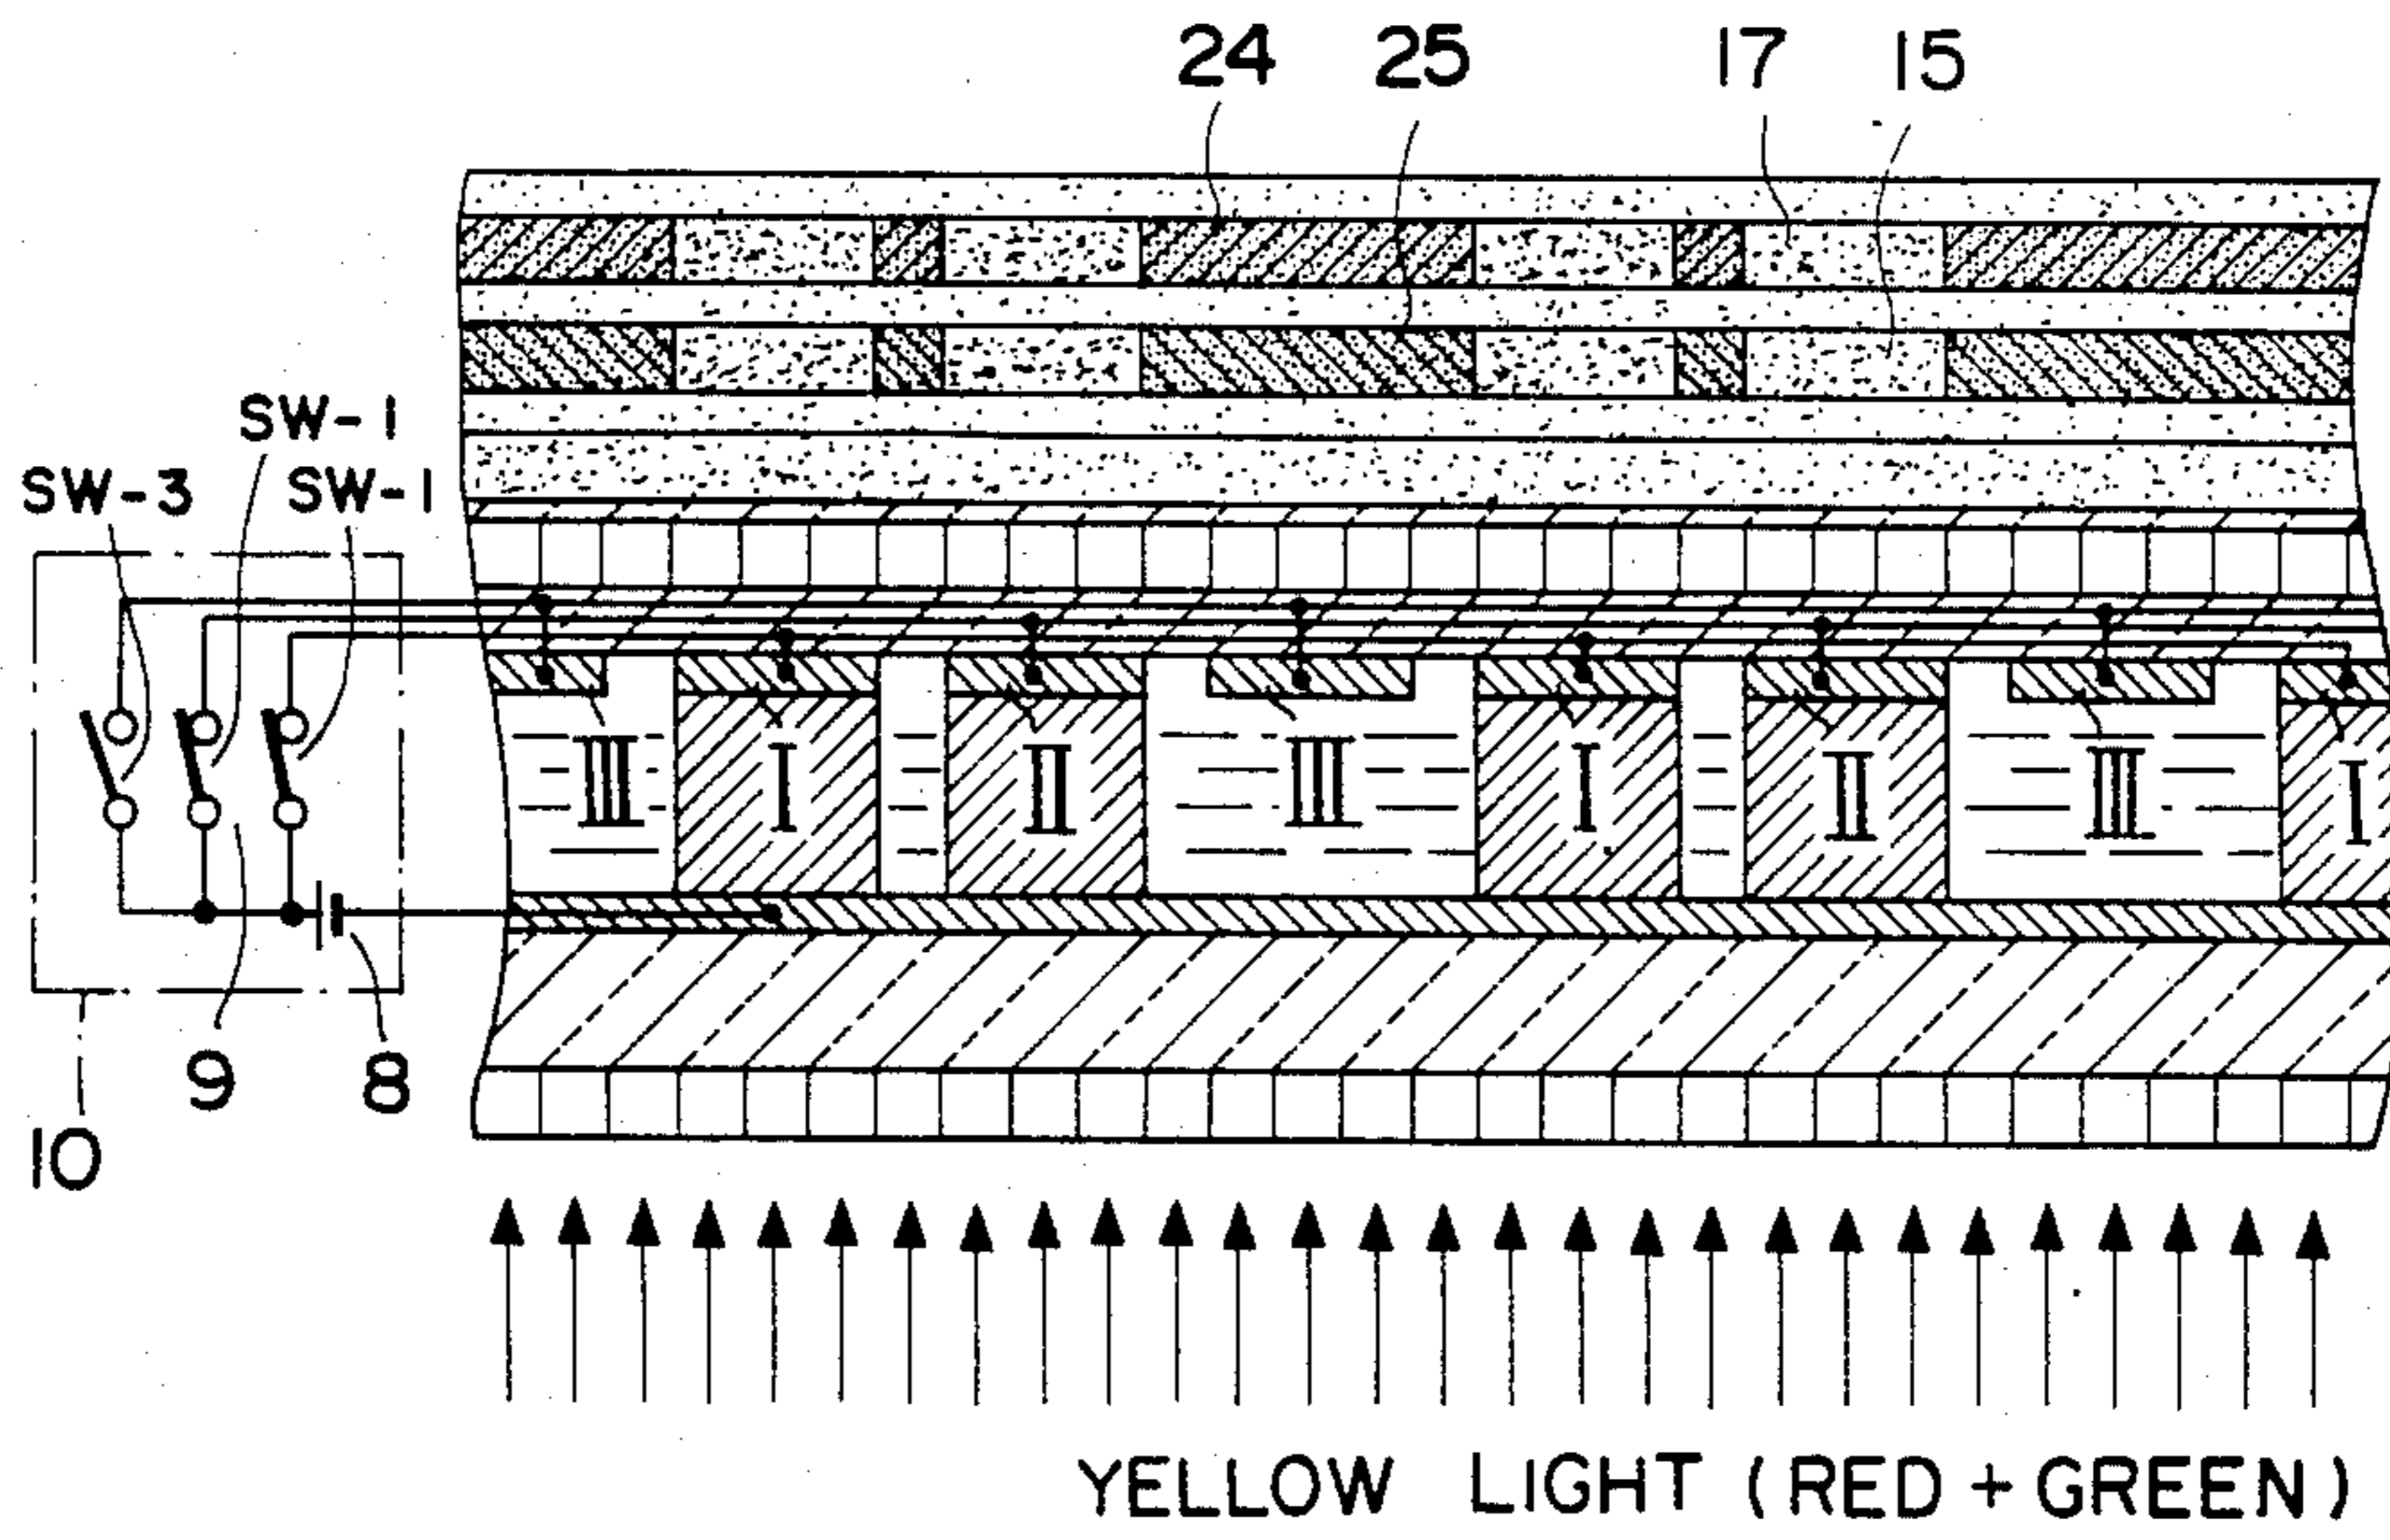 24 25 17 15
SW-1
SW-3 SW-1
III I II III I II III I
9 8
10
YELLOW LIGHT (RED + GREEN)